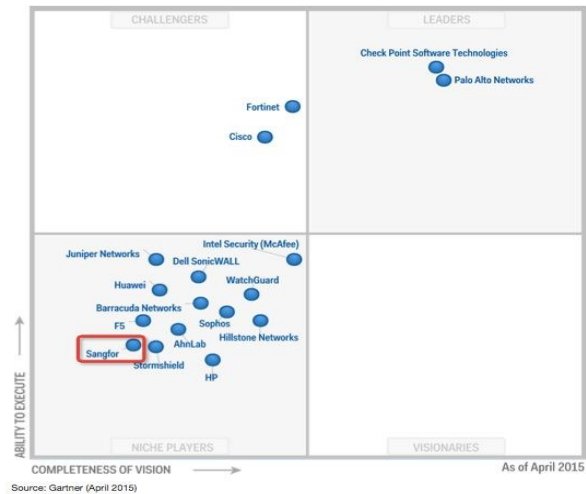 CHALLENGERS
LEADERS
Check Point Software Technologies
Palo Alto Networks
Fortinet
Cisco
Intel Security (McAfee)
Juniper Networks
Dell SonicWALL
Huawei
WatchGuard
Barracuda Networks
F5
Sophos
Hillstone Networks
AhnLab
Sangfor
Stormshield
HP
ABILITY TO EXECUTE
NICHE PLAYERS
VISIONARIES
COMPLETENESS OF VISION
As of April 2015
Source: Gartner (April 2015)